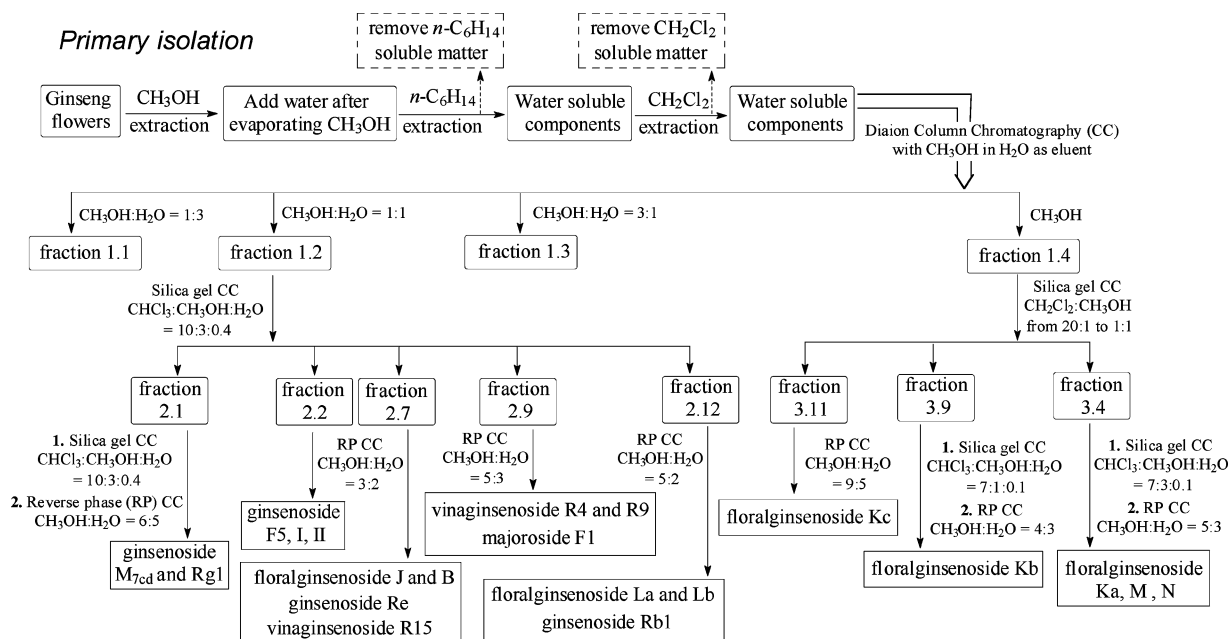 Primary isolation
remove n-C6H14
soluble matter
remove CH2Cl2
soluble matter
Ginseng
flowers
CH3OH
extraction
Add water after
evaporating CH3OH
n-C6H14
extraction
Water soluble
components
CH2Cl2
extraction
Water soluble
components
Diaion Column Chromatography (CC)
with CH3OH in H2O as eluent
CH3OH:H2O = 1:3
CH3OH:H2O = 1:1
CH3OH:H2O = 3:1
CH3OH
fraction 1.1
fraction 1.2
fraction 1.3
fraction 1.4
Silica gel CC
CHCl3:CH3OH:H2O
= 10:3:0.4
Silica gel CC
CH2Cl2:CH3OH
from 20:1 to 1:1
fraction
2.1
fraction
2.2
fraction
2.7
fraction
2.9
fraction
2.12
fraction
3.11
fraction
3.9
fraction
3.4
1. Silica gel CC
CHCl3:CH3OH:H2O
= 10:3:0.4
2. Reverse phase (RP) CC
CH3OH:H2O = 6:5
RP CC
CH3OH:H2O
= 3:2
RP CC
CH3OH:H2O
= 5:3
RP CC
CH3OH:H2O
= 5:2
RP CC
CH3OH:H2O
= 9:5
1. Silica gel CC
CHCl3:CH3OH:H2O
= 7:1:0.1
2. RP CC
CH3OH:H2O = 4:3
1. Silica gel CC
CHCl3:CH3OH:H2O
= 7:3:0.1
2. RP CC
CH3OH:H2O = 5:3
ginsenoside
M7cd and Rg1
ginsenoside
F5, I, II
floralginsenoside J and B
ginsenoside Re
vinaginsenoside R15
vinaginsenoside R4 and R9
majoroside F1
floralginsenoside La and Lb
ginsenoside Rb1
floralginsenoside Kc
floralginsenoside Kb
floralginsenoside
Ka, M , N